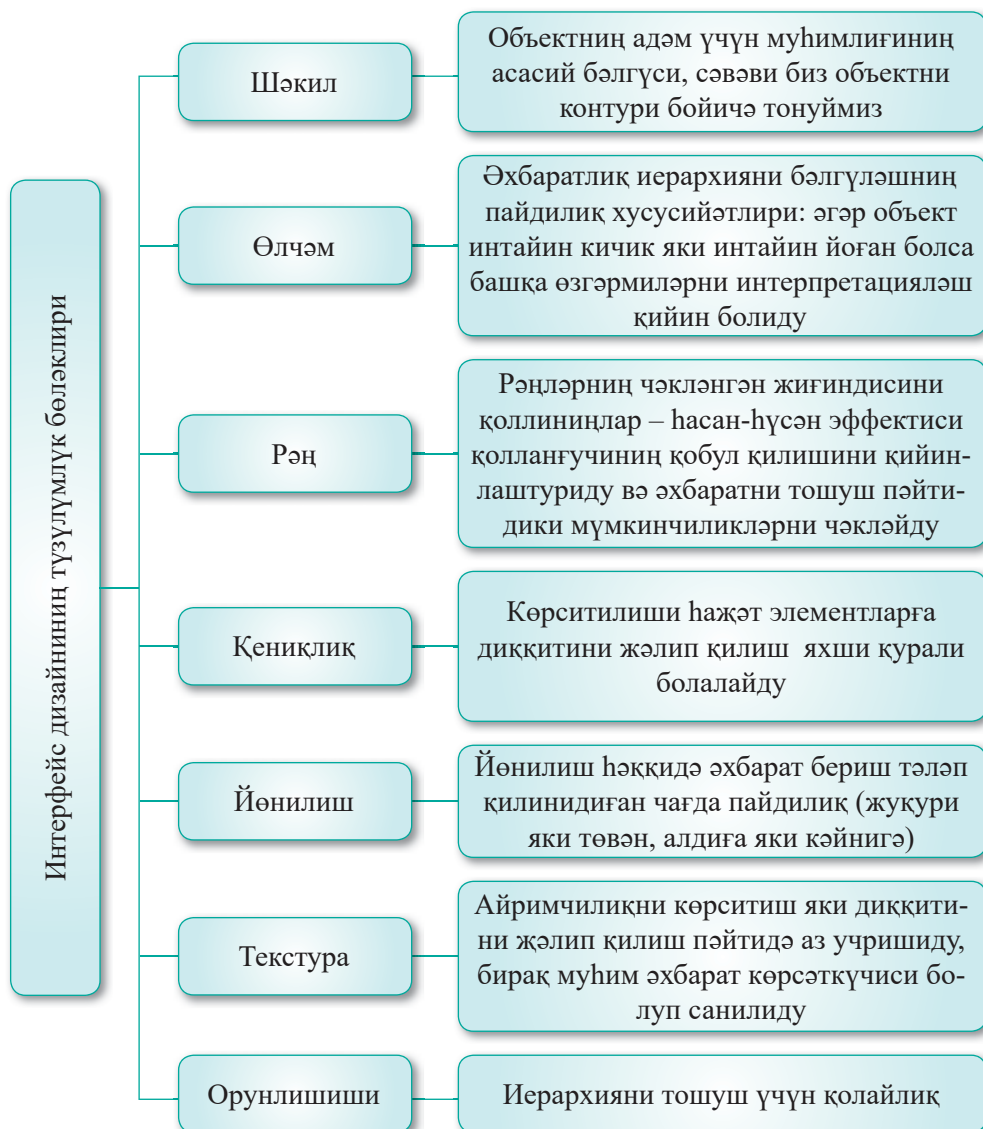 Интерфейс дизайнниң түзүлүмлүк бөләклири
Шәкил
Объектниң адәм үчүн муһимлиғиниң
асасий бәлгүси, сәвәви биз объектни
контури бойичә тонуймиз
Өлчәм
Әхбаратлиқ иерархияни бәлгүләшниң
пайдилиқ хусусийәтлири: әгәр объект
интайин кичик яки интайин йоған болса
башқа өзгәрмиләрни интерпретацияләш
қийин болиду
Рәң
Рәңләрниң чәкләнгән жиғиндисини
қоллиниңлар – һасан-һүсән эффектиси
қолланғучиниң қобул қилишини қийин-
лаштуриду вә әхбаратни тошуш пәйти-
дики мүмкинчиликләрни чәкләйду
Қениқлиқ
Көрситилиши һаҗәт элементларға
диққитини жәлип қилиш яхши қурали
болалайду
Йөнилиш
Йөнилиш һәққидә әхбарат бериш тәләп
қилинидиған чағда пайдилиқ (жуқури
яки төвән, алдиға яки кәйнигә)
Текстура
Айримчилиқни көрситиш яки диққити-
ни җәлип қилиш пәйтидә аз учришиду,
бирақ муһим әхбарат көрсәткүчиси бо-
луп санилиду
Орунлишиши
Иерархияни тошуш үчүн қолайлиқ